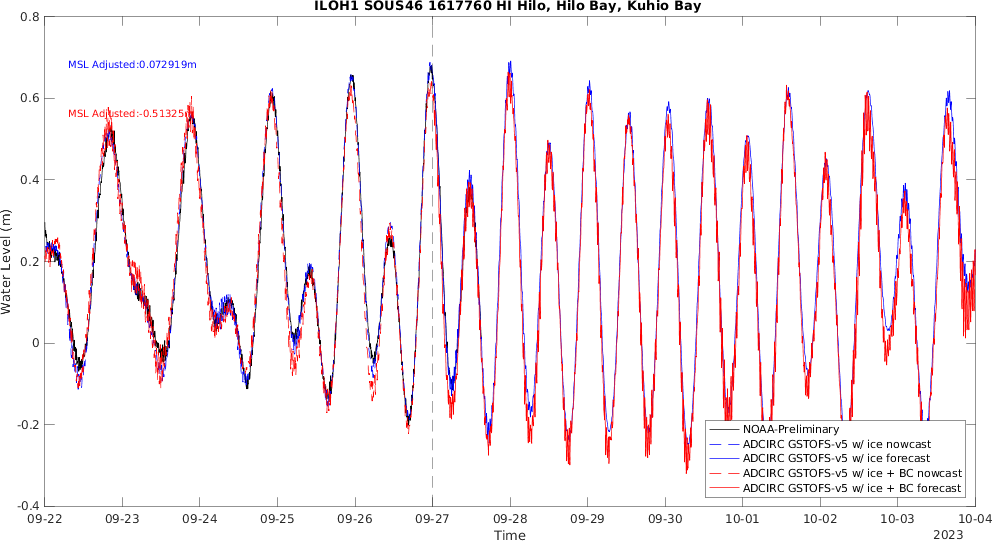 ILOH1 SOUS46 1617760 HI Hilo, Hilo Bay, Kuhio Bay
0.8
0.6
0.4
0.2
0
-0.2
-0.4
Water Level (m)
MSL Adjusted:0.072919m
MSL Adjusted:-0.51325
NOAA-Preliminary
ADCIRC GSTOFS-v5 w/ ice nowcast
ADCIRC GSTOFS-v5 w/ ice forecast
ADCIRC GSTOFS-v5 w/ ice + BC nowcast
ADCIRC GSTOFS-v5 w/ ice + BC forecast
09-22 09-23 09-24 09-25 09-26 09-27 09-28 09-29 09-30 10-01 10-02 10-03 10-04
Time
2023